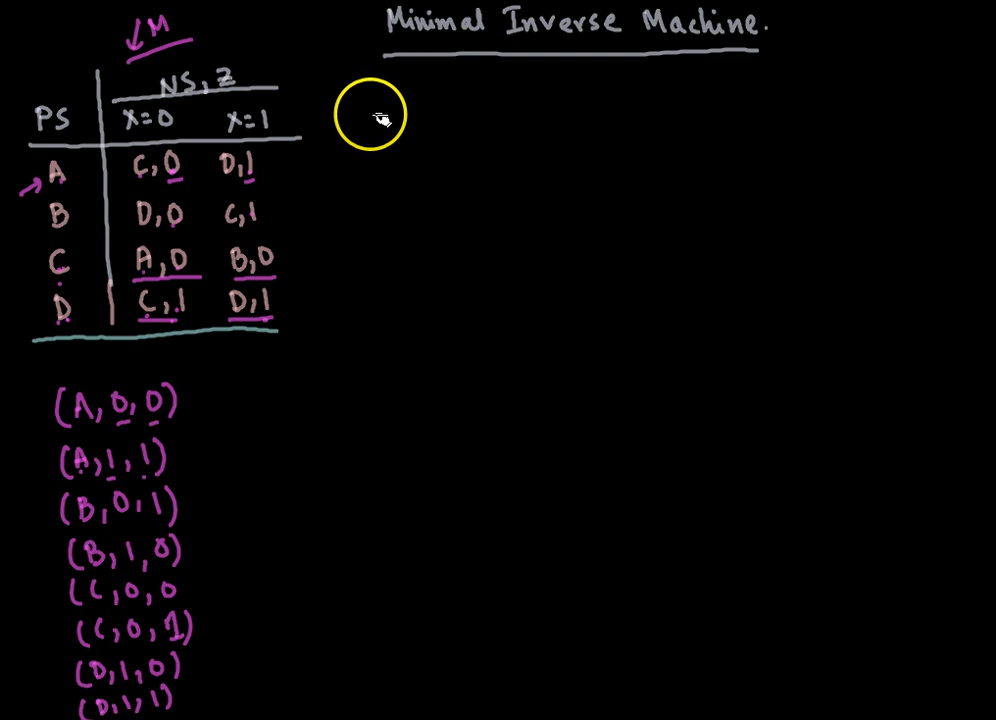 Minimal Inverse Machine.
↓M
NS, Z
PS X=0 X=1
→ A C,0 D,1
B D,0 C,1
C A,0 B,0
D C,1 D,1
(A, 0, 0)
(A, 1, 1)
(B, 0, 1)
(B, 1, 0)
(C, 0, 0
(C, 0, 1)
(D, 1, 0)
(D, 1, 1)